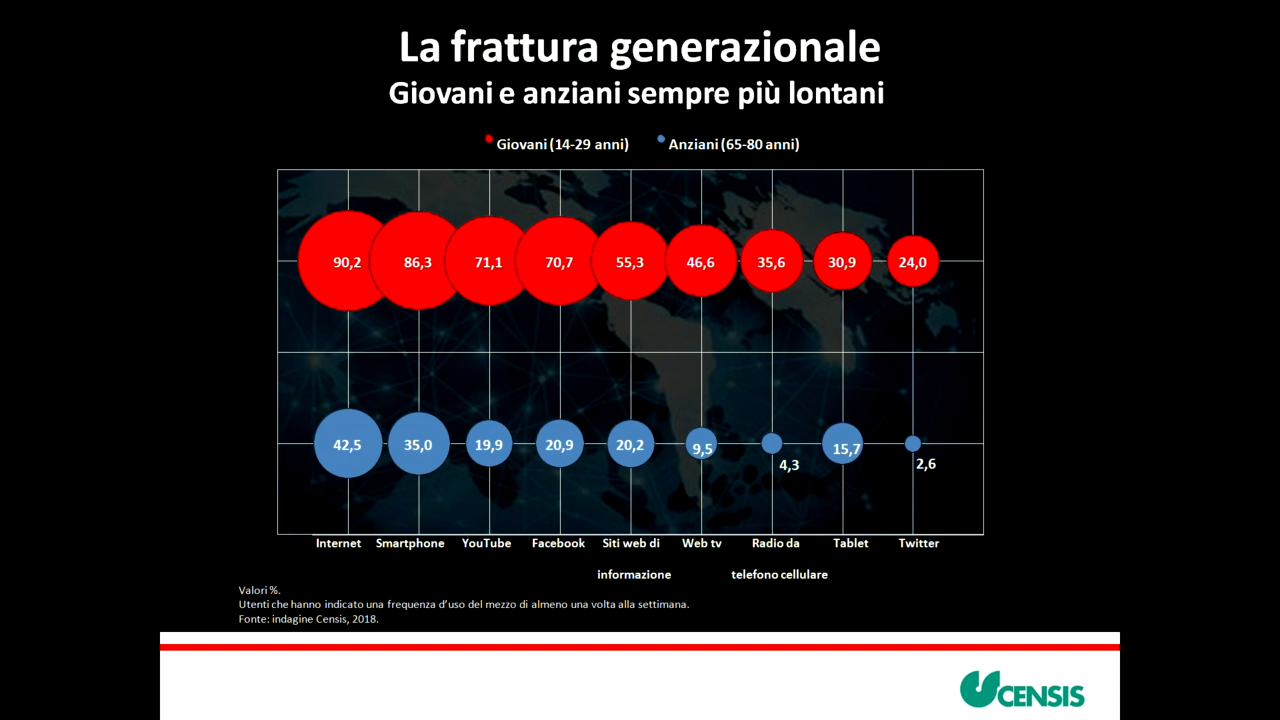 La frattura generazionale
Giovani e anziani sempre più lontani
Giovani (14-29 anni) Anziani (65-80 anni)
90,2 86,3 71,1 70,7 55,3 46,6 35,6 30,9 24,0
42,5 35,0 19,9 20,9 20,2 9,5 4,3 15,7 2,6
Internet Smartphone YouTube Facebook Siti web di Web tv Radio da Tablet Twitter
informazione telefono cellulare
Valori %.
Utenti che hanno indicato una frequenza d’uso del mezzo di almeno una volta alla settimana.
Fonte: indagine Censis, 2018.
CENSIS